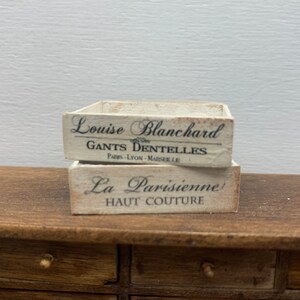 Louise Blanchard
GANTS DENTELLES
PARIS - LYON - MARSEILLE
La Parisienne
HAUT COUTURE